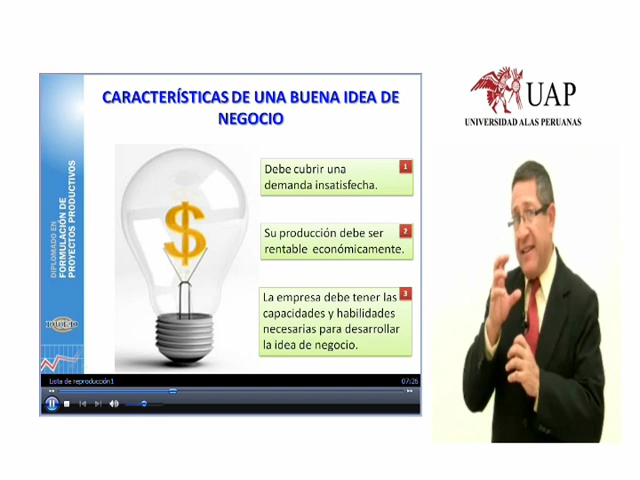 CARACTERÍSTICAS DE UNA BUENA IDEA DE
NEGOCIO
Debe cubrir una
demanda insatisfecha.
1
Su producción debe ser
rentable económicamente.
2
La empresa debe tener las
capacidades y habilidades
necesarias para desarrollar
la idea de negocio.
3
DIPLOMADO EN
FORMULACIÓN DE
PROYECTOS PRODUCTIVOS
Lista de reproducción1
07:26
UAP
UNIVERSIDAD ALAS PERUANAS